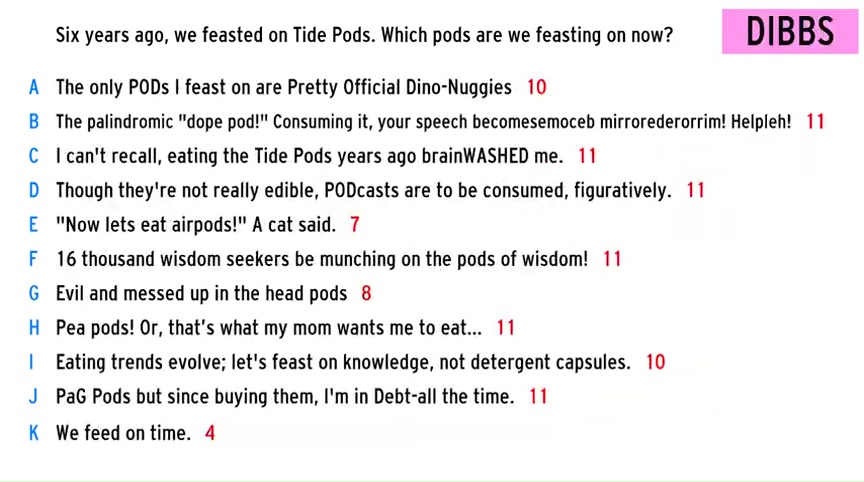 Six years ago, we feasted on Tide Pods. Which pods are we feasting on now?
DIBBS
A The only PODs I feast on are Pretty Official Dino-Nuggies 10
B The palindromic "dope pod!" Consuming it, your speech becomesemoceb mirrorederorrim! Helpleh! 11
C I can't recall, eating the Tide Pods years ago brainWASHED me. 11
D Though they're not really edible, PODcasts are to be consumed, figuratively. 11
E "Now lets eat airpods!" A cat said. 7
F 16 thousand wisdom seekers be munching on the pods of wisdom! 11
G Evil and messed up in the head pods 8
H Pea pods! Or, that's what my mom wants me to eat... 11
I Eating trends evolve; let's feast on knowledge, not detergent capsules. 10
J PaG Pods but since buying them, I'm in Debt-all the time. 11
K We feed on time. 4